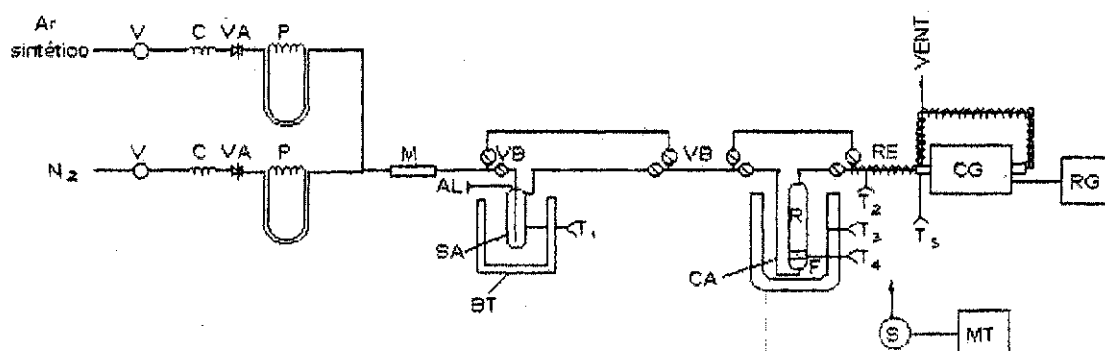 Ar
sintético
V
C
VA
P
VENT
N₂
V
C
VA
P
M
VB
VB
RE
CG
RG
AL
T₁
SA
BT
R
T₂
T₃
T₄
T₅
CA
F
S
MT